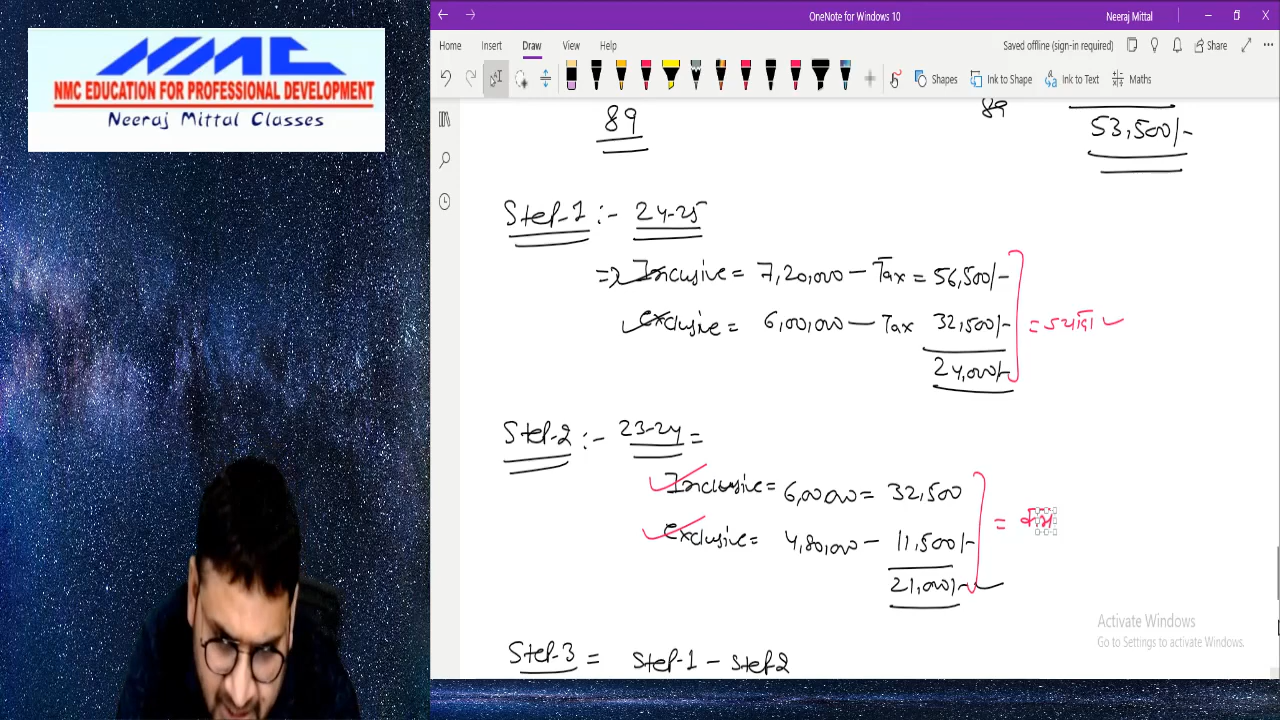 OneNote for Windows 10
Neeraj Mittal
Home Insert Draw View Help
Saved offline (sign-in required)
Share
Shapes Ink to Shape Ink to Text Maths
NMC
NMC EDUCATION FOR PROFESSIONAL DEVELOPMENT
Neeraj Mittal Classes
89
89
53,500/-
Step-1 :- 24-25
Inclusive = 7,20,000 - Tax = 56,500/-
Exclusive = 6,00,000 - Tax 32,500/-
24,000/-
= ज्यादा
Step-2 :- 23-24 =
Inclusive = 6,00,000 = 32,500
Exclusive = 4,80,000 - 11,500/-
21,000/-
= कम
Step-3 = Step-1 - Step-2
Activate Windows
Go to Settings to activate Windows.